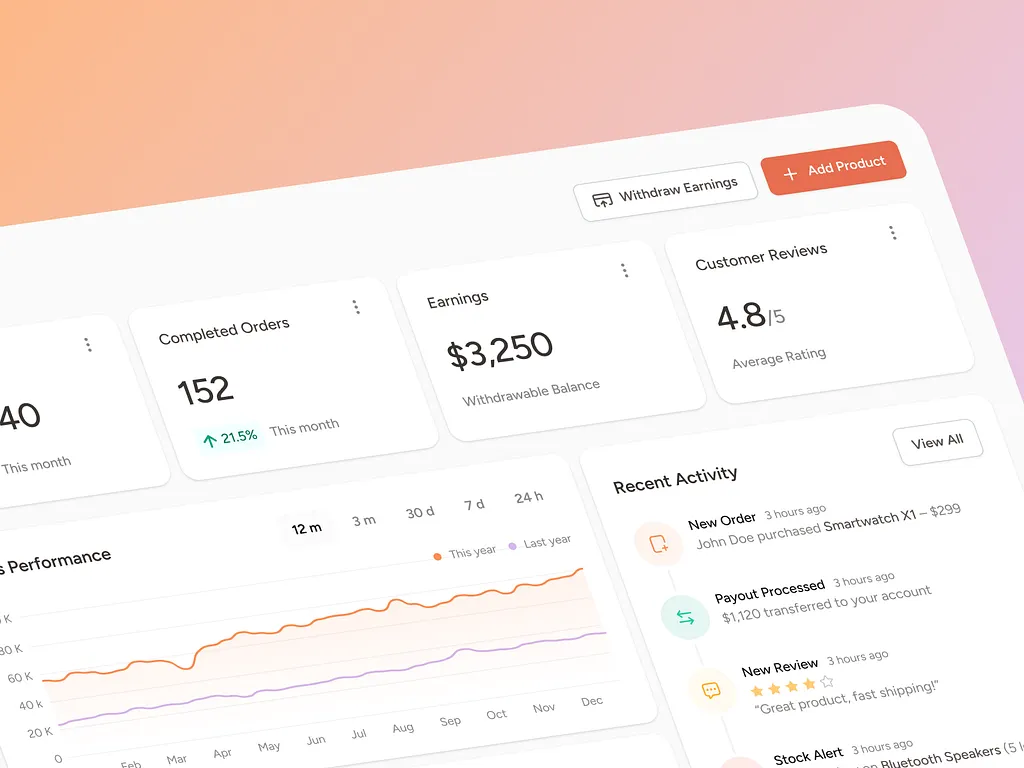 Withdraw Earnings
Add Product
40
This month
Completed Orders
152
21.5% This month
Earnings
$3,250
Withdrawable Balance
Customer Reviews
4.8/5
Average Rating
Performance
12 m
3 m
30 d
7 d
24 h
This year
Last year
60 K
40 k
20 K
0
Feb
Mar
Apr
May
Jun
Jul
Aug
Sep
Oct
Nov
Dec
Recent Activity
View All
New Order 3 hours ago
John Doe purchased Smartwatch X1 – $299
Payout Processed 3 hours ago
$1,120 transferred to your account
New Review 3 hours ago
“Great product, fast shipping!”
Stock Alert 3 hours ago
on Bluetooth Speakers (5